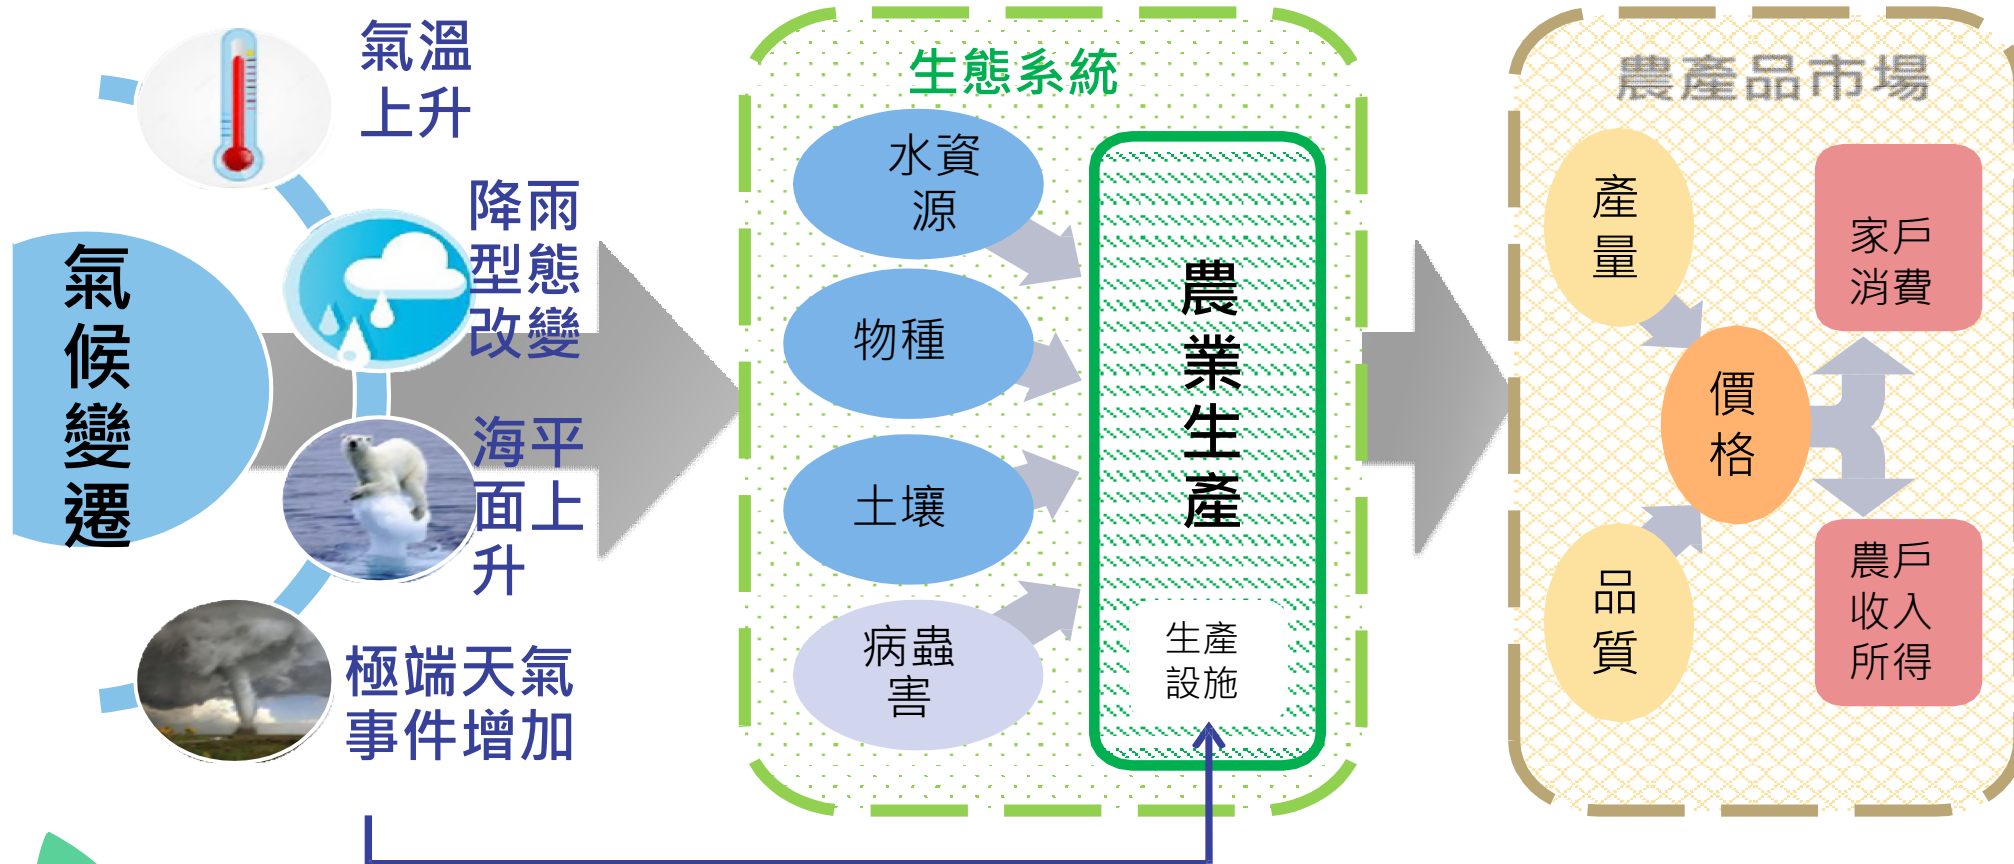 氣候變遷
氣溫
上升
降雨
型態
改變
海平
面上
升
極端天氣
事件增加
生態系統
水資
源
物種
土壤
病蟲
害
農業生產
生產
設施
農產品市場
產
量
品
質
價
格
家戶
消費
農戶
收入
所得